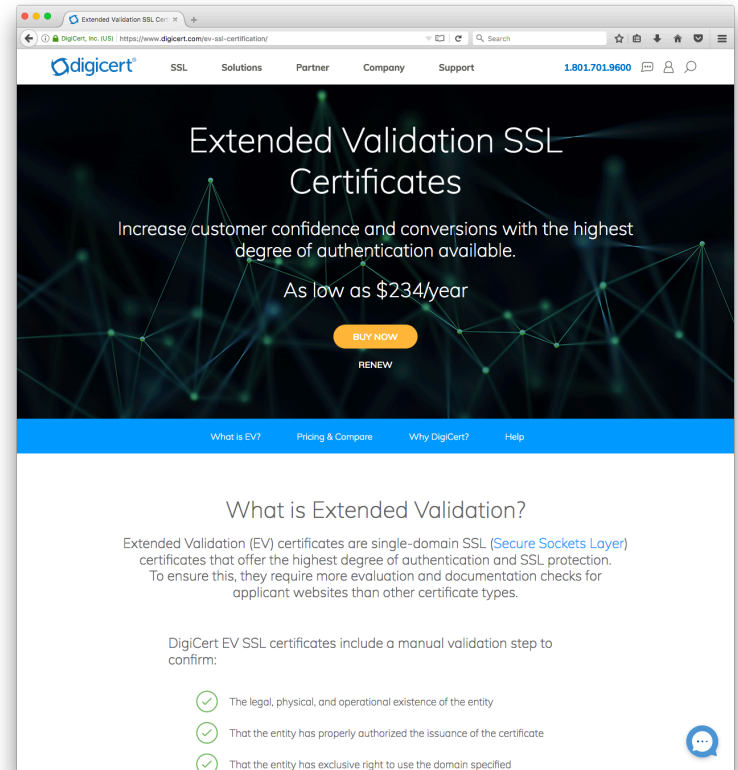 Extended Validation SSL Cert
DigiCert, Inc. (US) https://www.digicert.com/ev-ssl-certification/
Search
digicert®
SSL Solutions Partner Company Support
1.801.701.9600
Extended Validation SSL
Certificates
Increase customer confidence and conversions with the highest
degree of authentication available.
As low as $234/year
BUY NOW
RENEW
What is EV? Pricing & Compare Why DigiCert? Help
What is Extended Validation?
Extended Validation (EV) certificates are single-domain SSL (Secure Sockets Layer)
certificates that offer the highest degree of authentication and SSL protection.
To ensure this, they require more evaluation and documentation checks for
applicant websites than other certificate types.
DigiCert EV SSL certificates include a manual validation step to
confirm:
The legal, physical, and operational existence of the entity
That the entity has properly authorized the issuance of the certificate
That the entity has exclusive right to use the domain specified